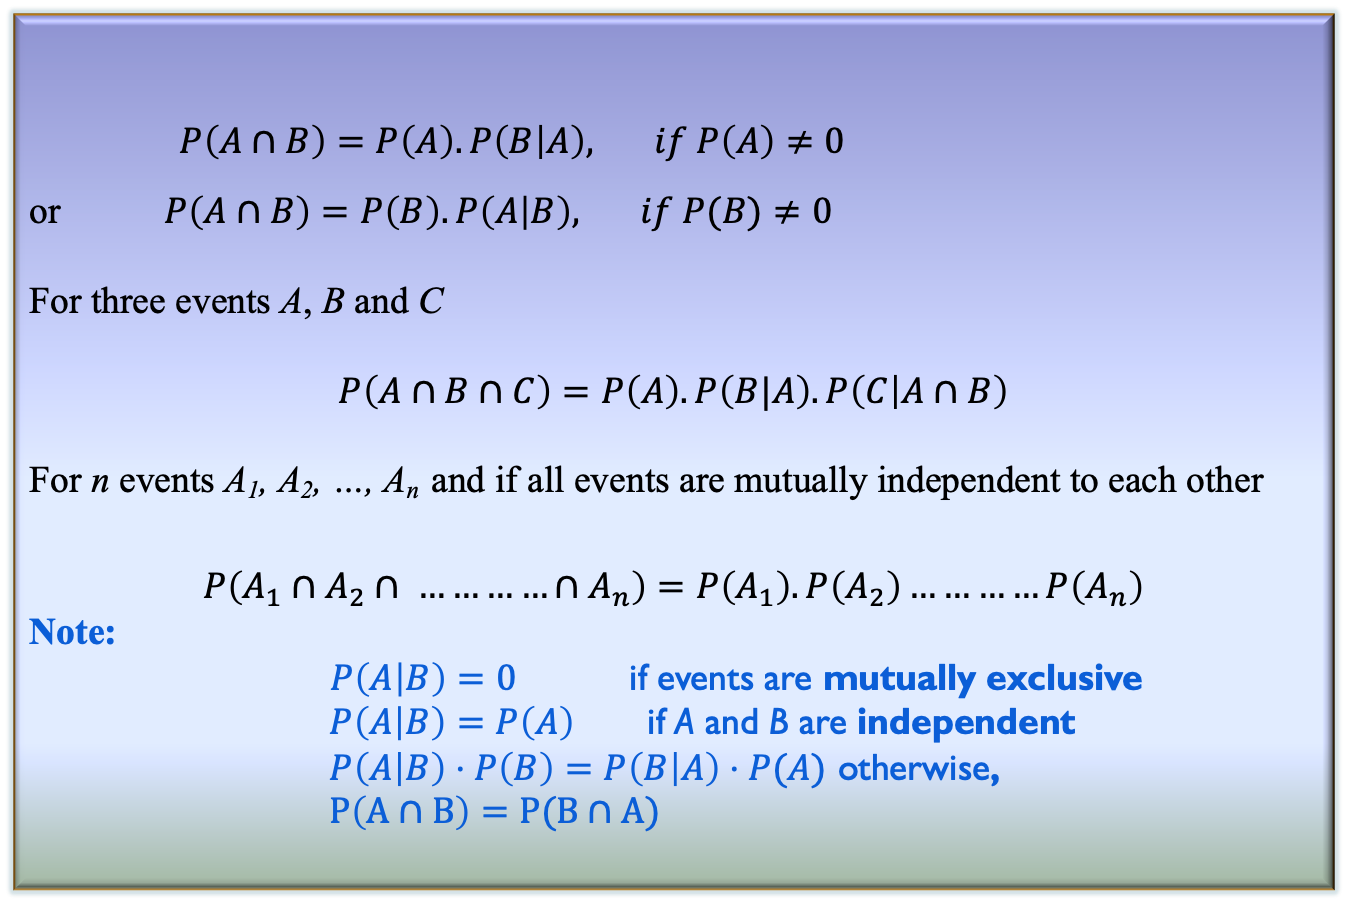 P(A ∩ B) = P(A). P(B|A), if P(A) ≠ 0
or P(A ∩ B) = P(B). P(A|B), if P(B) ≠ 0
For three events A, B and C
P(A ∩ B ∩ C) = P(A). P(B|A). P(C|A ∩ B)
For n events A₁, A₂, ..., Aₙ and if all events are mutually independent to each other
P(A₁ ∩ A₂ ∩ … … … … ∩ Aₙ) = P(A₁). P(A₂) … … … … P(Aₙ)
Note:
P(A|B) = 0 if events are mutually exclusive
P(A|B) = P(A) if A and B are independent
P(A|B) · P(B) = P(B|A) · P(A) otherwise,
P(A ∩ B) = P(B ∩ A)